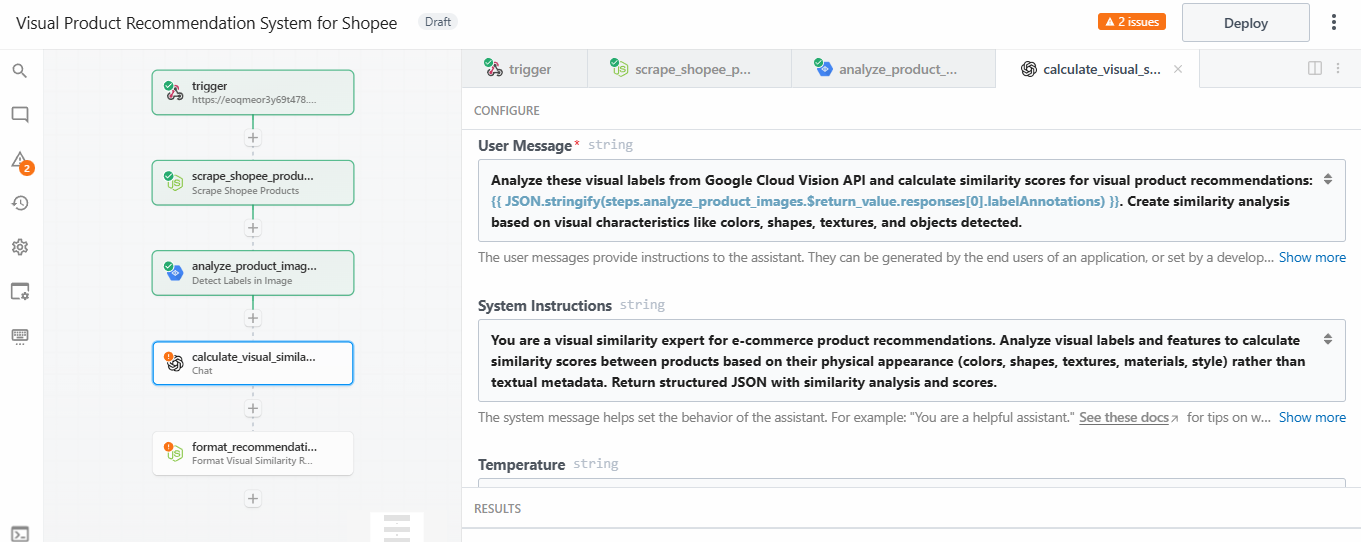 Visual Product Recommendation System for Shopee Draft
2 issues
Deploy
2
trigger
https://eoqmeor3y69t478....
scrape_shopee_produ...
Scrape Shopee Products
analyze_product_imag...
Detect Labels in Image
calculate_visual_simila...
Chat
format_recommendati...
Format Visual Similarity R...
trigger
scrape_shopee_p...
analyze_product_...
calculate_visual_s...
CONFIGURE
User Message* string
Analyze these visual labels from Google Cloud Vision API and calculate similarity scores for visual product recommendations:
{{ JSON.stringify(steps.analyze_product_images.$return_value.responses[0].labelAnnotations) }}. Create similarity analysis
based on visual characteristics like colors, shapes, textures, and objects detected.
The user messages provide instructions to the assistant. They can be generated by the end users of an application, or set by a develop... Show more
System Instructions string
You are a visual similarity expert for e-commerce product recommendations. Analyze visual labels and features to calculate
similarity scores between products based on their physical appearance (colors, shapes, textures, materials, style) rather than
textual metadata. Return structured JSON with similarity analysis and scores.
The system message helps set the behavior of the assistant. For example: "You are a helpful assistant." See these docs for tips on w... Show more
Temperature string
RESULTS